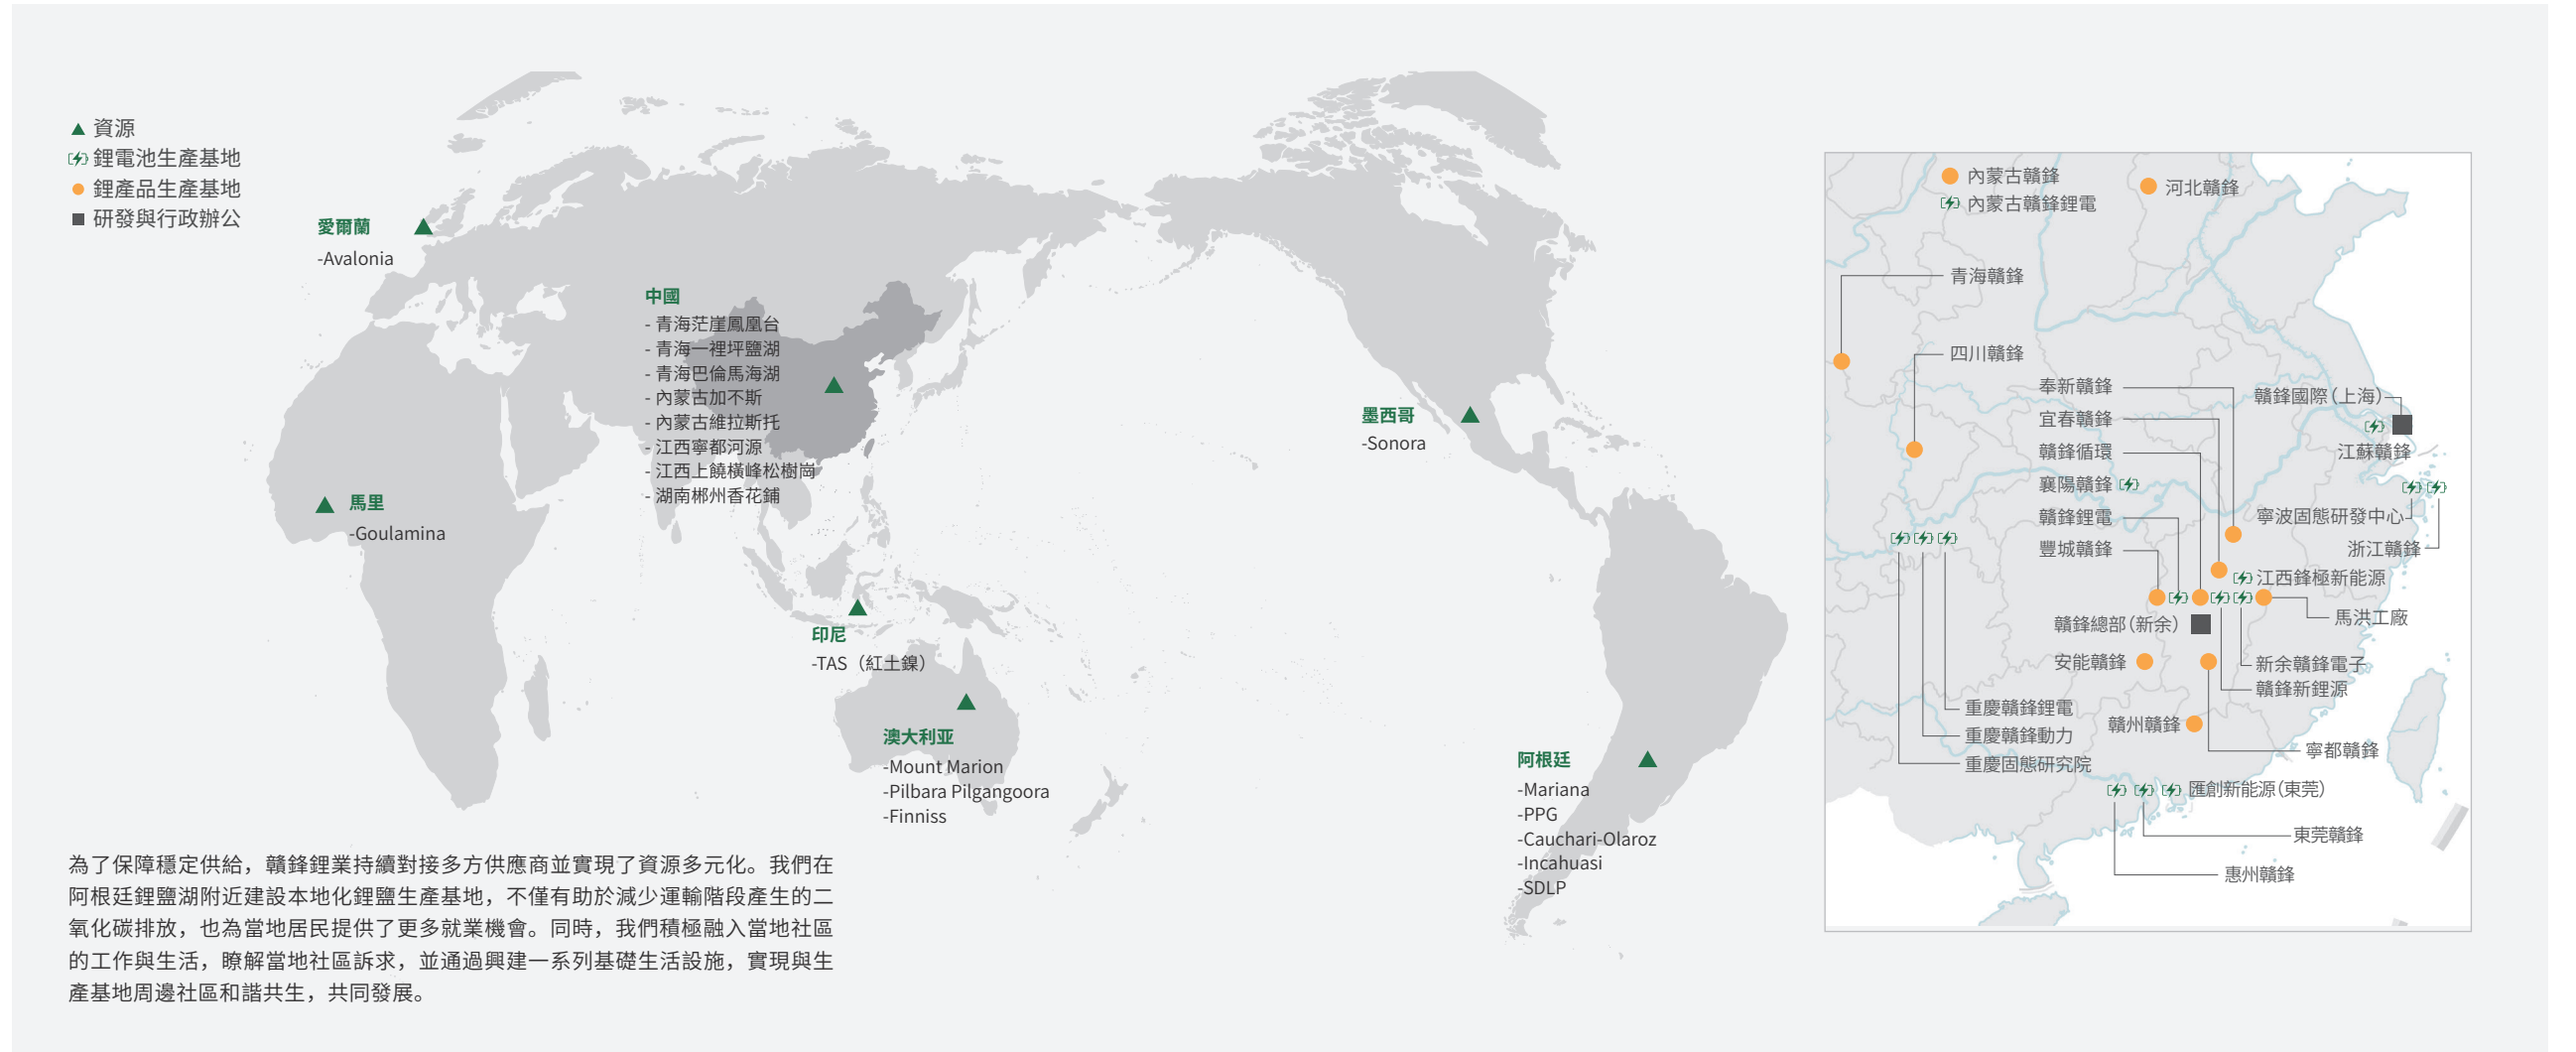 資源
鋰電池生產基地
鋰產品生產基地
研發與行政辦公
愛爾蘭
-Avalonia
中國
- 青海茫崖鳳凰台
- 青海一裡坪鹽湖
- 青海巴倫馬海湖
- 內蒙古加不斯
- 內蒙古維拉斯托
- 江西寧都河源
- 江西上饒橫峰松樹崗
- 湖南郴州香花鋪
馬里
-Goulamina
印尼
-TAS（紅土鎳）
澳大利亚
-Mount Marion
-Pilbara Pilgangoora
-Finniss
墨西哥
-Sonora
阿根廷
-Mariana
-PPG
-Cauchari-Olaroz
-Incahuasi
-SDLP
為了保障穩定供給，贛鋒鋰業持續對接多方供應商並實現了資源多元化。我們在
阿根廷鋰鹽湖附近建設本地化鋰鹽生產基地，不僅有助於減少運輸階段產生的二
氧化碳排放，也為當地居民提供了更多就業機會。同時，我們積極融入當地社區
的工作與生活，瞭解當地社區訴求，並通過興建一系列基礎生活設施，實現與生
產基地周邊社區和諧共生，共同發展。
內蒙古贛鋒
內蒙古贛鋒鋰電
河北贛鋒
青海贛鋒
四川贛鋒
奉新贛鋒
宜春贛鋒
贛鋒循環
襄陽贛鋒
贛鋒鋰電
豐城贛鋒
贛鋒國際（上海）
江蘇贛鋒
寧波固態研發中心
浙江贛鋒
江西鋒極新能源
馬洪工廠
贛鋒總部（新余）
安能贛鋒
新余贛鋒電子
贛鋒新鋰源
重慶贛鋒鋰電
重慶贛鋒動力
重慶固態研究院
贛州贛鋒
寧都贛鋒
匯創新能源（東莞）
東莞贛鋒
惠州贛鋒